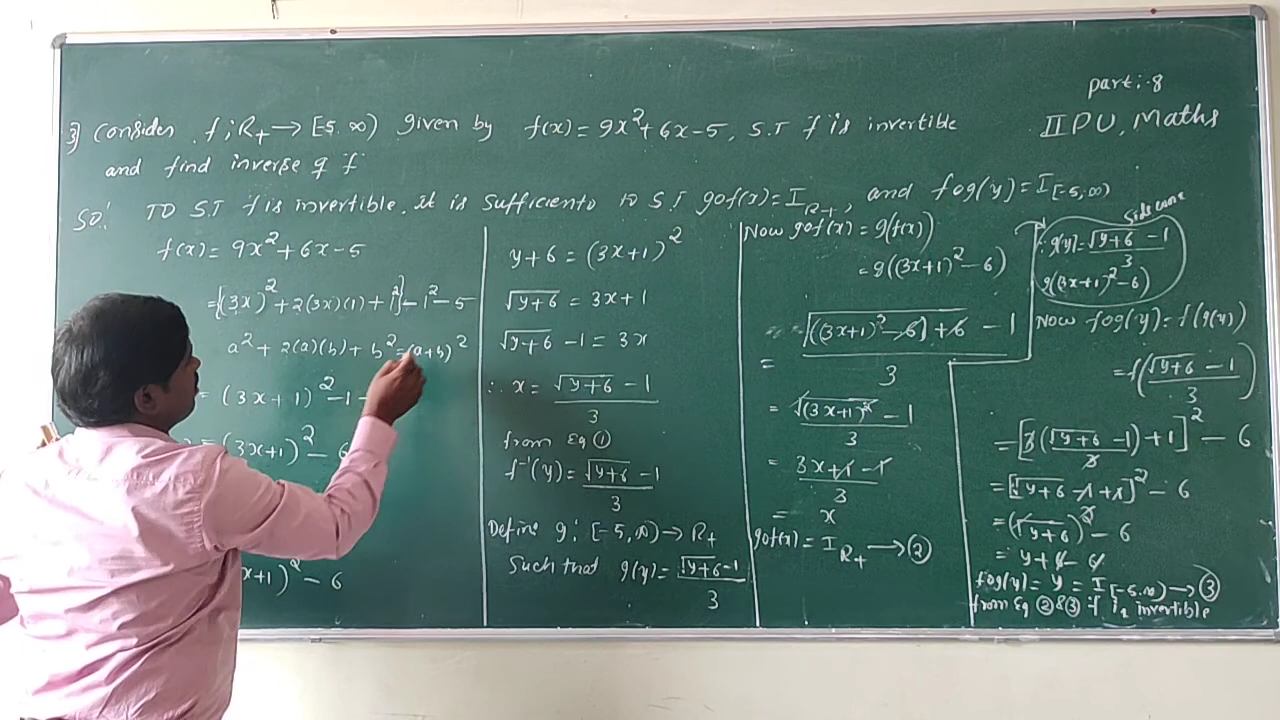 part:-8
II PU, Maths
3) Consider f: R₊ → [-5, ∞) given by f(x) = 9x² + 6x - 5, S.T f is invertible
and find inverse of f
Sol: TO S.T f is invertible, it is sufficiento to S.T gof(x) = I_R₊, and fog(y) = I_[-5,∞)
f(x) = 9x² + 6x - 5
= [(3x)² + 2(3x)(1) + 1²] - 1² - 5
a² + 2(a)(b) + b² = (a+b)²
= (3x + 1)² - 1 -
= (3x+1)² - 6
x+1)² - 6
y + 6 = (3x+1)²
√y+6 = 3x + 1
√y+6 - 1 = 3x
∴ x = (√y+6 - 1)/3
from Eq ①
f⁻¹(y) = (√y+6 - 1)/3
Define g: [-5, ∞) → R₊
Such that g(y) = (√y+6 - 1)/3
Now gof(x) = g(f(x))
= g((3x+1)² - 6)
= (√[((3x+1)² - 6] + 6 - 1)/3
= (√(3x+1)² - 1)/3
= (3x + 1 - 1)/3
= x
gof(x) = I_R₊ → ②
Side come
∴ g(y) = (√y+6 - 1)/3
g((3x+1)² - 6)
Now fog(y) = f(g(y))
= f((√y+6 - 1)/3)
= [3(√y+6 - 1)/3 + 1]² - 6
= [√y+6 - 1 + 1]² - 6
= (√y+6)² - 6
= y + 6 - 6
fog(y) = y = I_[-5,∞) → ③
from Eq ② & ③ f is invertible